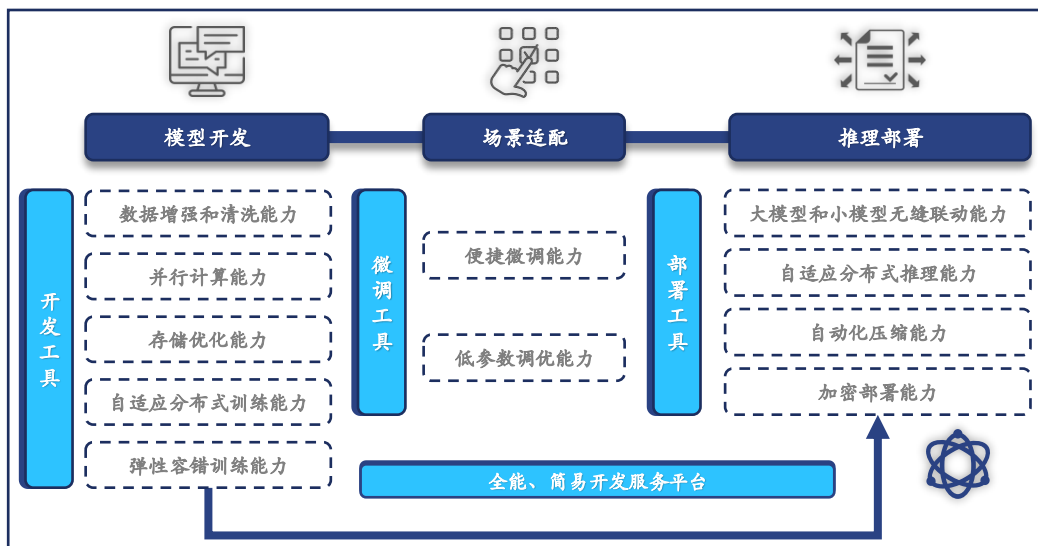 模型开发
场景适配
推理部署
开发工具
数据增强和清洗能力
并行计算能力
存储优化能力
自适应分布式训练能力
弹性容错训练能力
微调工具
便捷微调能力
低参数调优能力
部署工具
大模型和小模型无缝联动能力
自适应分布式推理能力
自动化压缩能力
加密部署能力
全能、简易开发服务平台